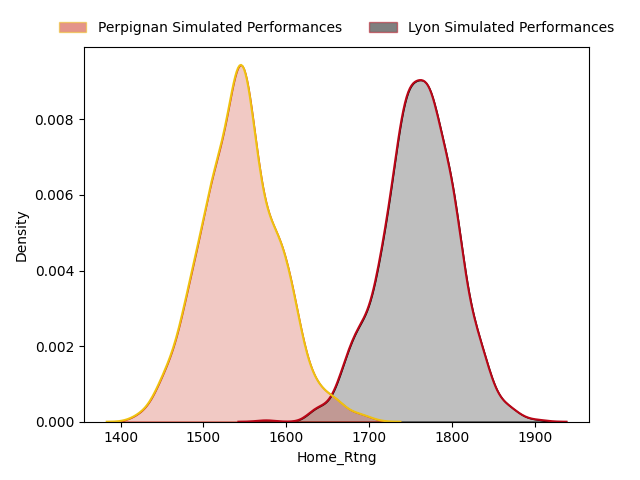 Perpignan Simulated Performances Lyon Simulated Performances
0.008
0.006
0.004
0.002
0.000
Density
1400 1500 1600 1700 1800 1900
Home_Rtng